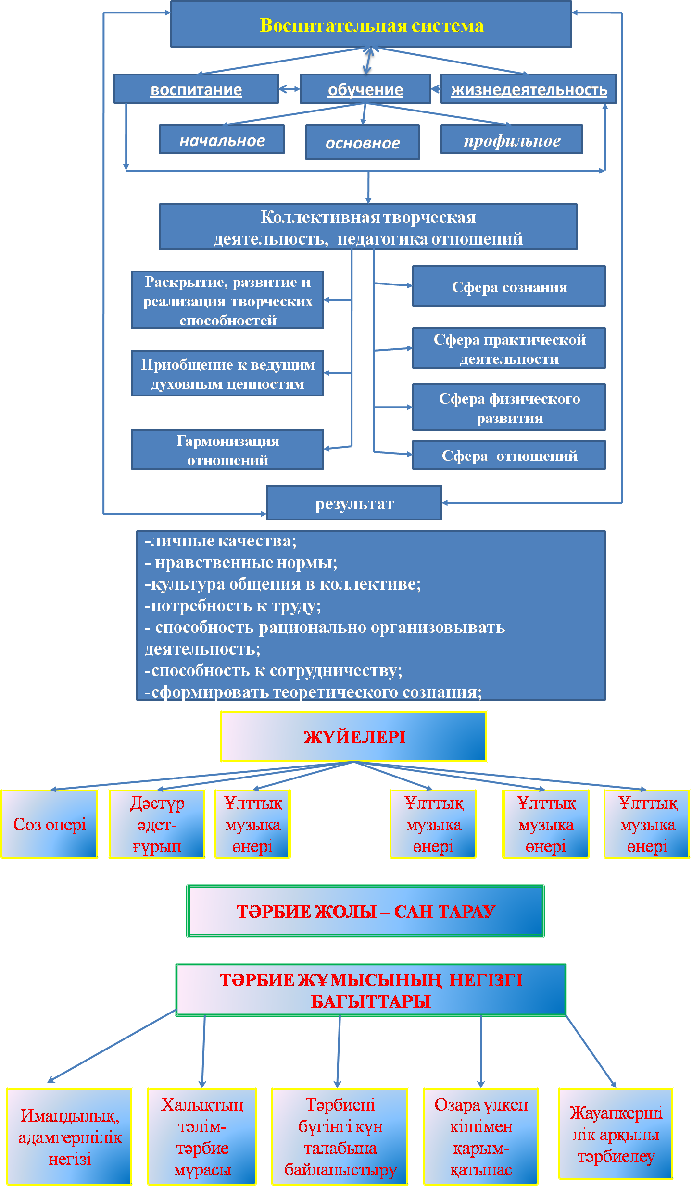 Воспитательная система
воспитание
обучение
жизнедеятельность
начальное
основное
профильное
Коллективная творческая
деятельность, педагогика отношений
Раскрытие, развитие и
реализация творческих
способностей
Сфера сознания
Сфера практической
деятельности
Приобщение к ведущим
духовным ценностям
Сфера физического
развития
Гармонизация
отношений
Сфера отношений
результат
-личные качества;
- нравственные нормы;
-культура общения в коллективе;
-потребность к труду;
- способность рационально организовывать
деятельность;
-способность к сотрудничеству;
-сформировать теоретического сознания;
ЖҮЙЕЛЕРІ
Соз онері
Дәстүр
әдет-
ғұрып
Ұлттық
музыка
өнері
Ұлттық
музыка
өнері
Ұлттық
музыка
өнері
Ұлттық
музыка
өнері
ТӘРБИЕ ЖОЛЫ – САН ТАРАУ
ТӘРБИЕ ЖҰМЫСЫНЫҢ НЕГІЗГІ
БАГЫТТАРЫ
Имандылық,
адамгершілік
негізі
Халықтың
тәлім-
тәрбие
мұрасы
Тәрбиені
бүгінгі күн
талабына
байланыстыру
Озара үлкен
кішімен
қарым-
қатынас
Жауапкерші
лік арқылы
тәрбиелеу